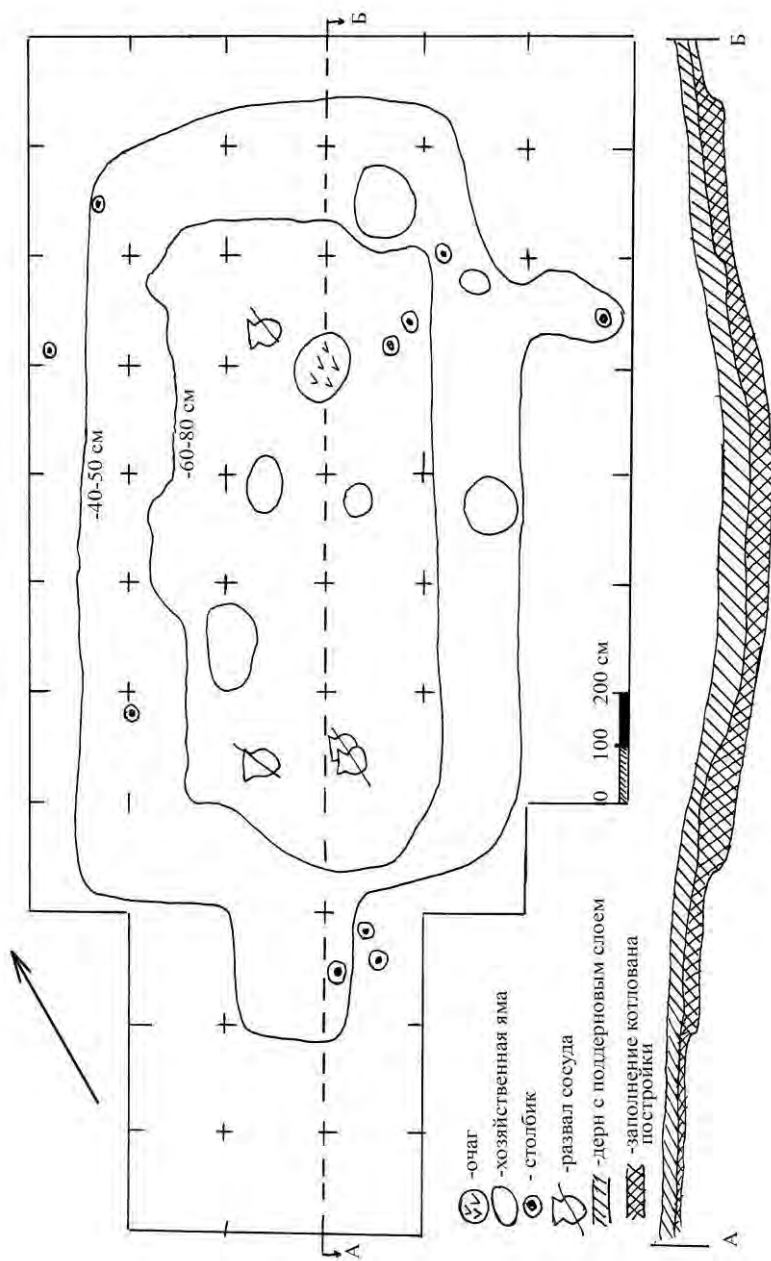 Б
-40-50 см
-60-80 см
0 100 200 см
А
-очаг
-хозяйственная яма
- столбик
-развал сосуда
-дерн с поддерновым слоем
-заполнение котлована
постройки
А
Б